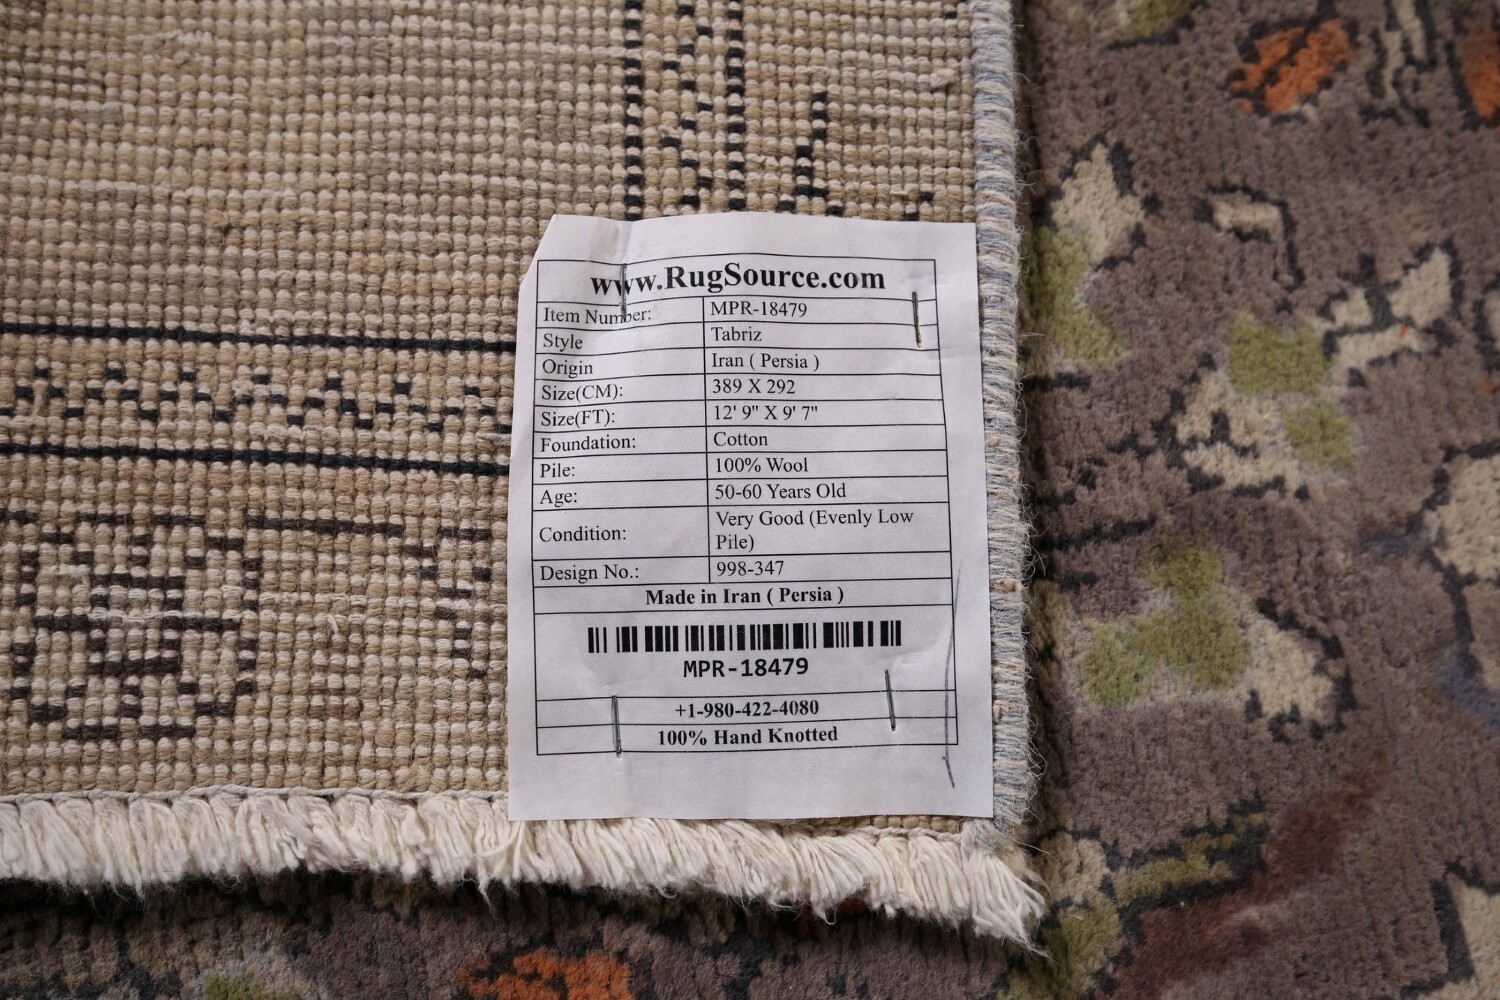 www.RugSource.com
Item Number: MPR-18479
Style Tabriz
Origin Iran ( Persia )
Size(CM): 389 X 292
Size(FT): 12' 9" X 9' 7"
Foundation: Cotton
Pile: 100% Wool
Age: 50-60 Years Old
Condition: Very Good (Evenly Low
Pile)
Design No.: 998-347
Made in Iran ( Persia )
MPR-18479
+1-980-422-4080
100% Hand Knotted